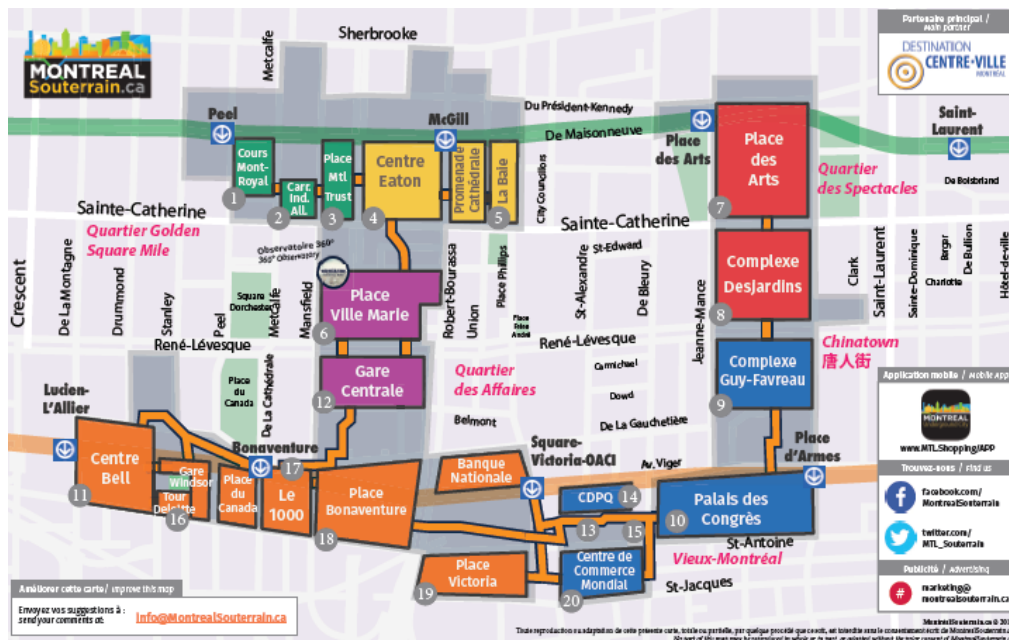 MONTREAL
Souterrain.ca
Partenaire principal /
Main partner
DESTINATION
CENTRE-VILLE
MONTRÉAL
Sherbrooke
Metcalfe
Du Président-Kennedy
De Maisonneuve
Peel
McGill
Place
des Arts
Saint-
Laurent
De Boisbriand
Cours
Mont-
Royal
1
Carr.
Ind.
All.
2
Place
Mtl
Trust
3
Centre
Eaton
4
Promenade
Cathédrale
La Baie
5
City Councillors
Place
des
Arts
7
Quartier
des Spectacles
Sainte-Catherine
Quartier Golden
Square Mile
Sainte-Catherine
Observatoire 360°
360° Observatory
Crescent
De La Montagne
Drummond
Stanley
Peel
Square
Dorchester
Metcalfe
Mansfield
Place
Ville Marie
6
Robert-Bourassa
Union
Place Phillips
Place
Frère
André
St-Alexandre
St-Edward
De Bleury
Jeanne-Mance
Complexe
Desjardins
8
Clark
Saint-Laurent
Sainte-Dominique
Berger
De Bullion
Charlotte
Hôtel-de-ville
René-Lévesque
René-Lévesque
Place
du
Canada
De La Cathédrale
Gare
Centrale
12
Quartier
des Affaires
Carmichael
Dowd
Belmont
De La Gauchetière
Complexe
Guy-Favreau
9
Chinatown
唐人街
Lucien-
L'Allier
Bonaventure
Square-
Victoria-OACI
Av. Viger
Place
d'Armes
Centre
Bell
11
Gare
Windsor
Tour
Deloitte
16
Place
du
Canada
17
Le
1000
Place
Bonaventure
18
Banque
Nationale
CDPQ
14
13
15
10
Palais des
Congrès
St-Antoine
Vieux-Montréal
Place
Victoria
19
Centre de
Commerce
Mondial
20
St-Jacques
Application mobile / Mobile App
MONTREAL
www.MTL.Shopping/APP
Trouvez-nous / Find us
facebook.com/
MontrealSouterrain
twitter.com/
MTL_Souterrain
Publicité / Advertising
#
marketing@
montrealsouterrain.ca
Améliorer cette carte / Improve this map
Envoyez vos suggestions à :
send your comments at:
Info@MontrealSouterrain.ca